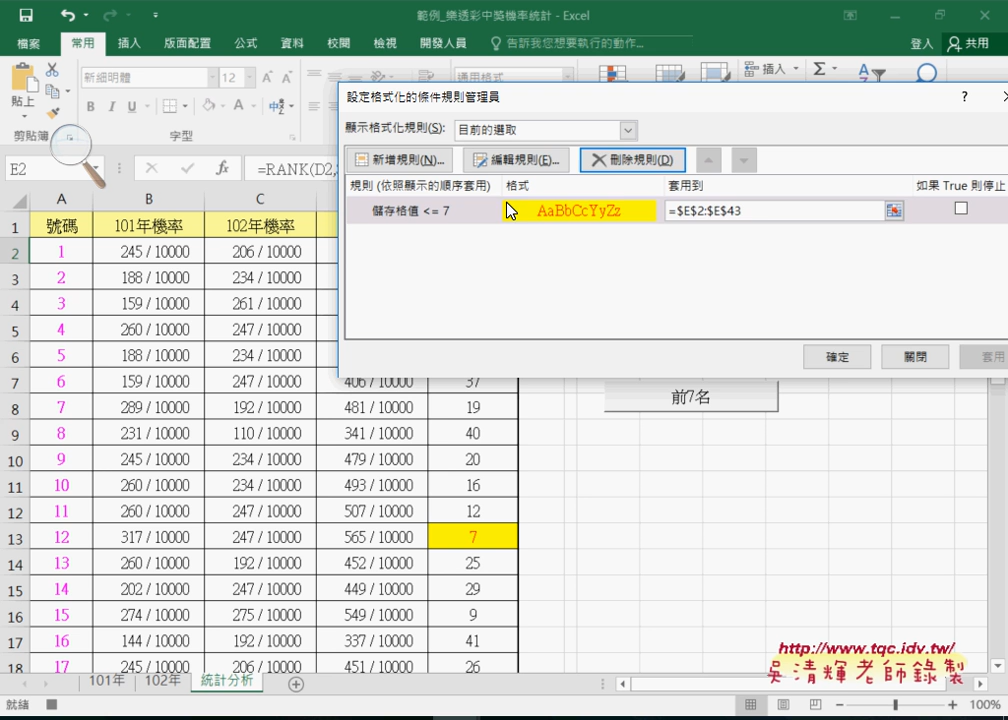 範例_樂透彩中獎機率統計 - Excel
檔案 常用 插入 版面配置 公式 資料 校閱 檢視 開發人員 告訴我您想要執行的動作... 登入 共用
貼上 新細明體 12 A A 通用格式 插入 Σ
B I U A 中
剪貼簿 字型
E2 fx =RANK(D2,
設定格式化的條件規則管理員 ?
顯示格式化規則(S): 目前的選取
新增規則(N)... 編輯規則(E)... 刪除規則(D)
規則 (依照顯示的順序套用) 格式 套用到 如果 True 則停止
儲存格值 <= 7 AaBbCcYyZz =$E$2:$E$43
確定 關閉 套用
前7名
A B C
1 號碼 101年機率 102年機率
2 1 245 / 10000 206 / 10000
3 2 188 / 10000 234 / 10000
4 3 159 / 10000 261 / 10000
5 4 260 / 10000 247 / 10000
6 5 188 / 10000 234 / 10000
7 6 159 / 10000 247 / 10000 406 / 10000 37
8 7 289 / 10000 192 / 10000 481 / 10000 19
9 8 231 / 10000 110 / 10000 341 / 10000 40
10 9 245 / 10000 234 / 10000 479 / 10000 20
11 10 260 / 10000 234 / 10000 493 / 10000 16
12 11 260 / 10000 247 / 10000 507 / 10000 12
13 12 317 / 10000 247 / 10000 565 / 10000 7
14 13 260 / 10000 192 / 10000 452 / 10000 25
15 14 202 / 10000 247 / 10000 449 / 10000 29
16 15 274 / 10000 275 / 10000 549 / 10000 9
17 16 144 / 10000 192 / 10000 337 / 10000 41
18 17 245 / 10000 206 / 10000 451 / 10000 26
http://www.tqc.idv.tw/
吳清輝老師錄製
101年 102年 統計分析
就緒 100%